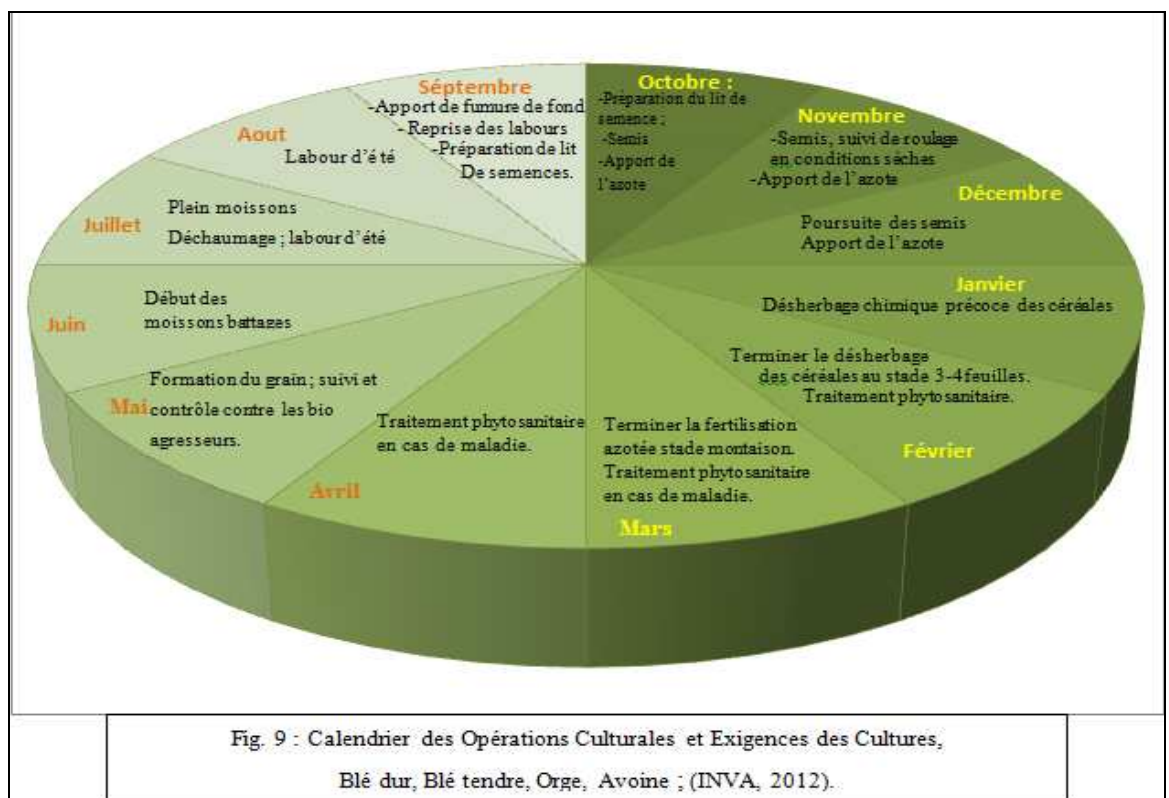 Séptembre
-Apport de fumure de fond
-Reprise des labours
-Préparation de lit
De semences.
Octobre :
-Préparation du lit de
semence ;
-Semis
-Apport de
l'azote
Novembre
-Semis, suivi de roulage
en conditions sèches
-Apport de l'azote
Décembre
Poursuite des semis
Apport de l'azote
Janvier
Désherbage chimique précoce des céréales
Terminer le désherbage
des céréales au stade 3-4 feuilles.
Traitement phytosanitaire.
Février
Terminer la fertilisation
azotée stade montaison.
Traitement phytosanitaire
en cas de maladie.
Mars
Traitement phytosanitaire
en cas de maladie.
Avril
Formation du grain ; suivi et
Mai contrôle contre les bio
agresseurs.
Début des
moissons battages
Juin
Plein moissons
Juillet
Déchaumage ; labour d'été
Aout
Labour d'été
Fig. 9 : Calendrier des Opérations Culturales et Exigences des Cultures,
Blé dur, Blé tendre, Orge, Avoine ; (INVA, 2012).